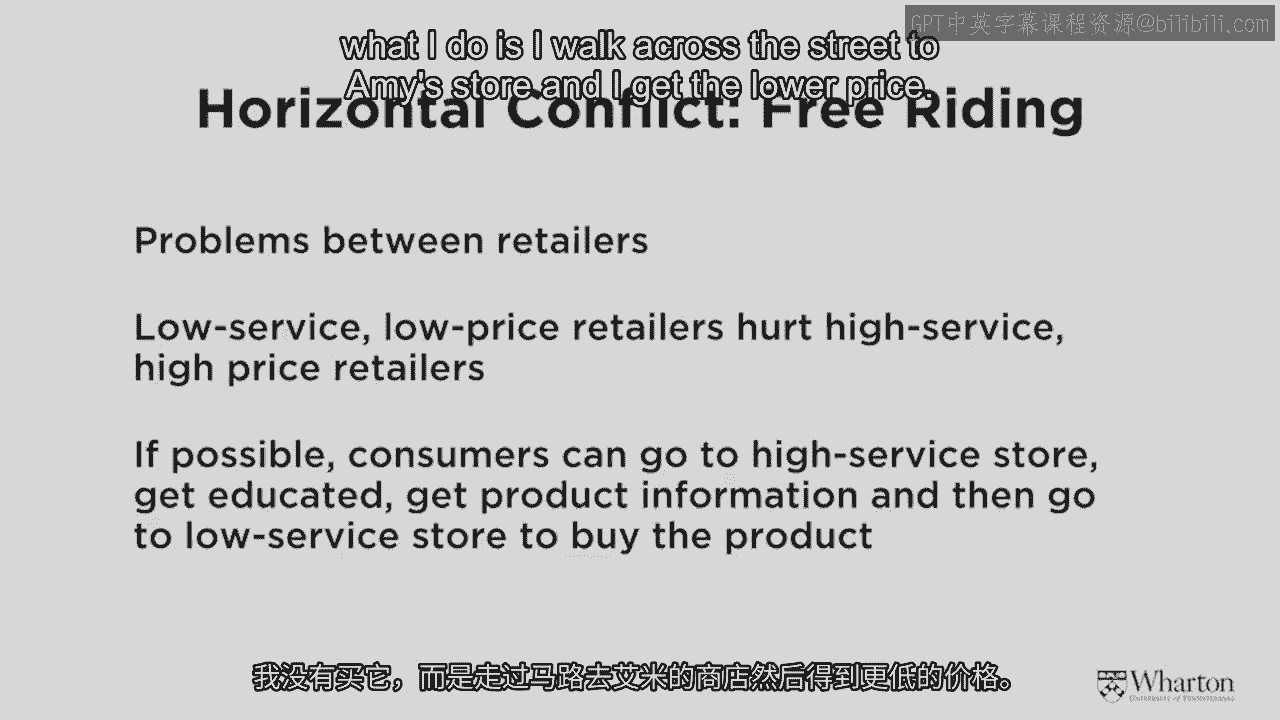 GPT中英字幕课程资源@bilibili.com
what I do is I walk across the street to
Amy's store and I get the lower price.
Horizontal Conflict: Free Riding
Problems between retailers
Low-service, low-price retailers hurt high-service,
high price retailers
If possible, consumers can go to high-service store,
get educated, get product information and then go
to low-service store to buy the product
我没有买它，而是走过马路去艾米的商店然后得到更低的价格。
Wharton
University of Pennsylvania